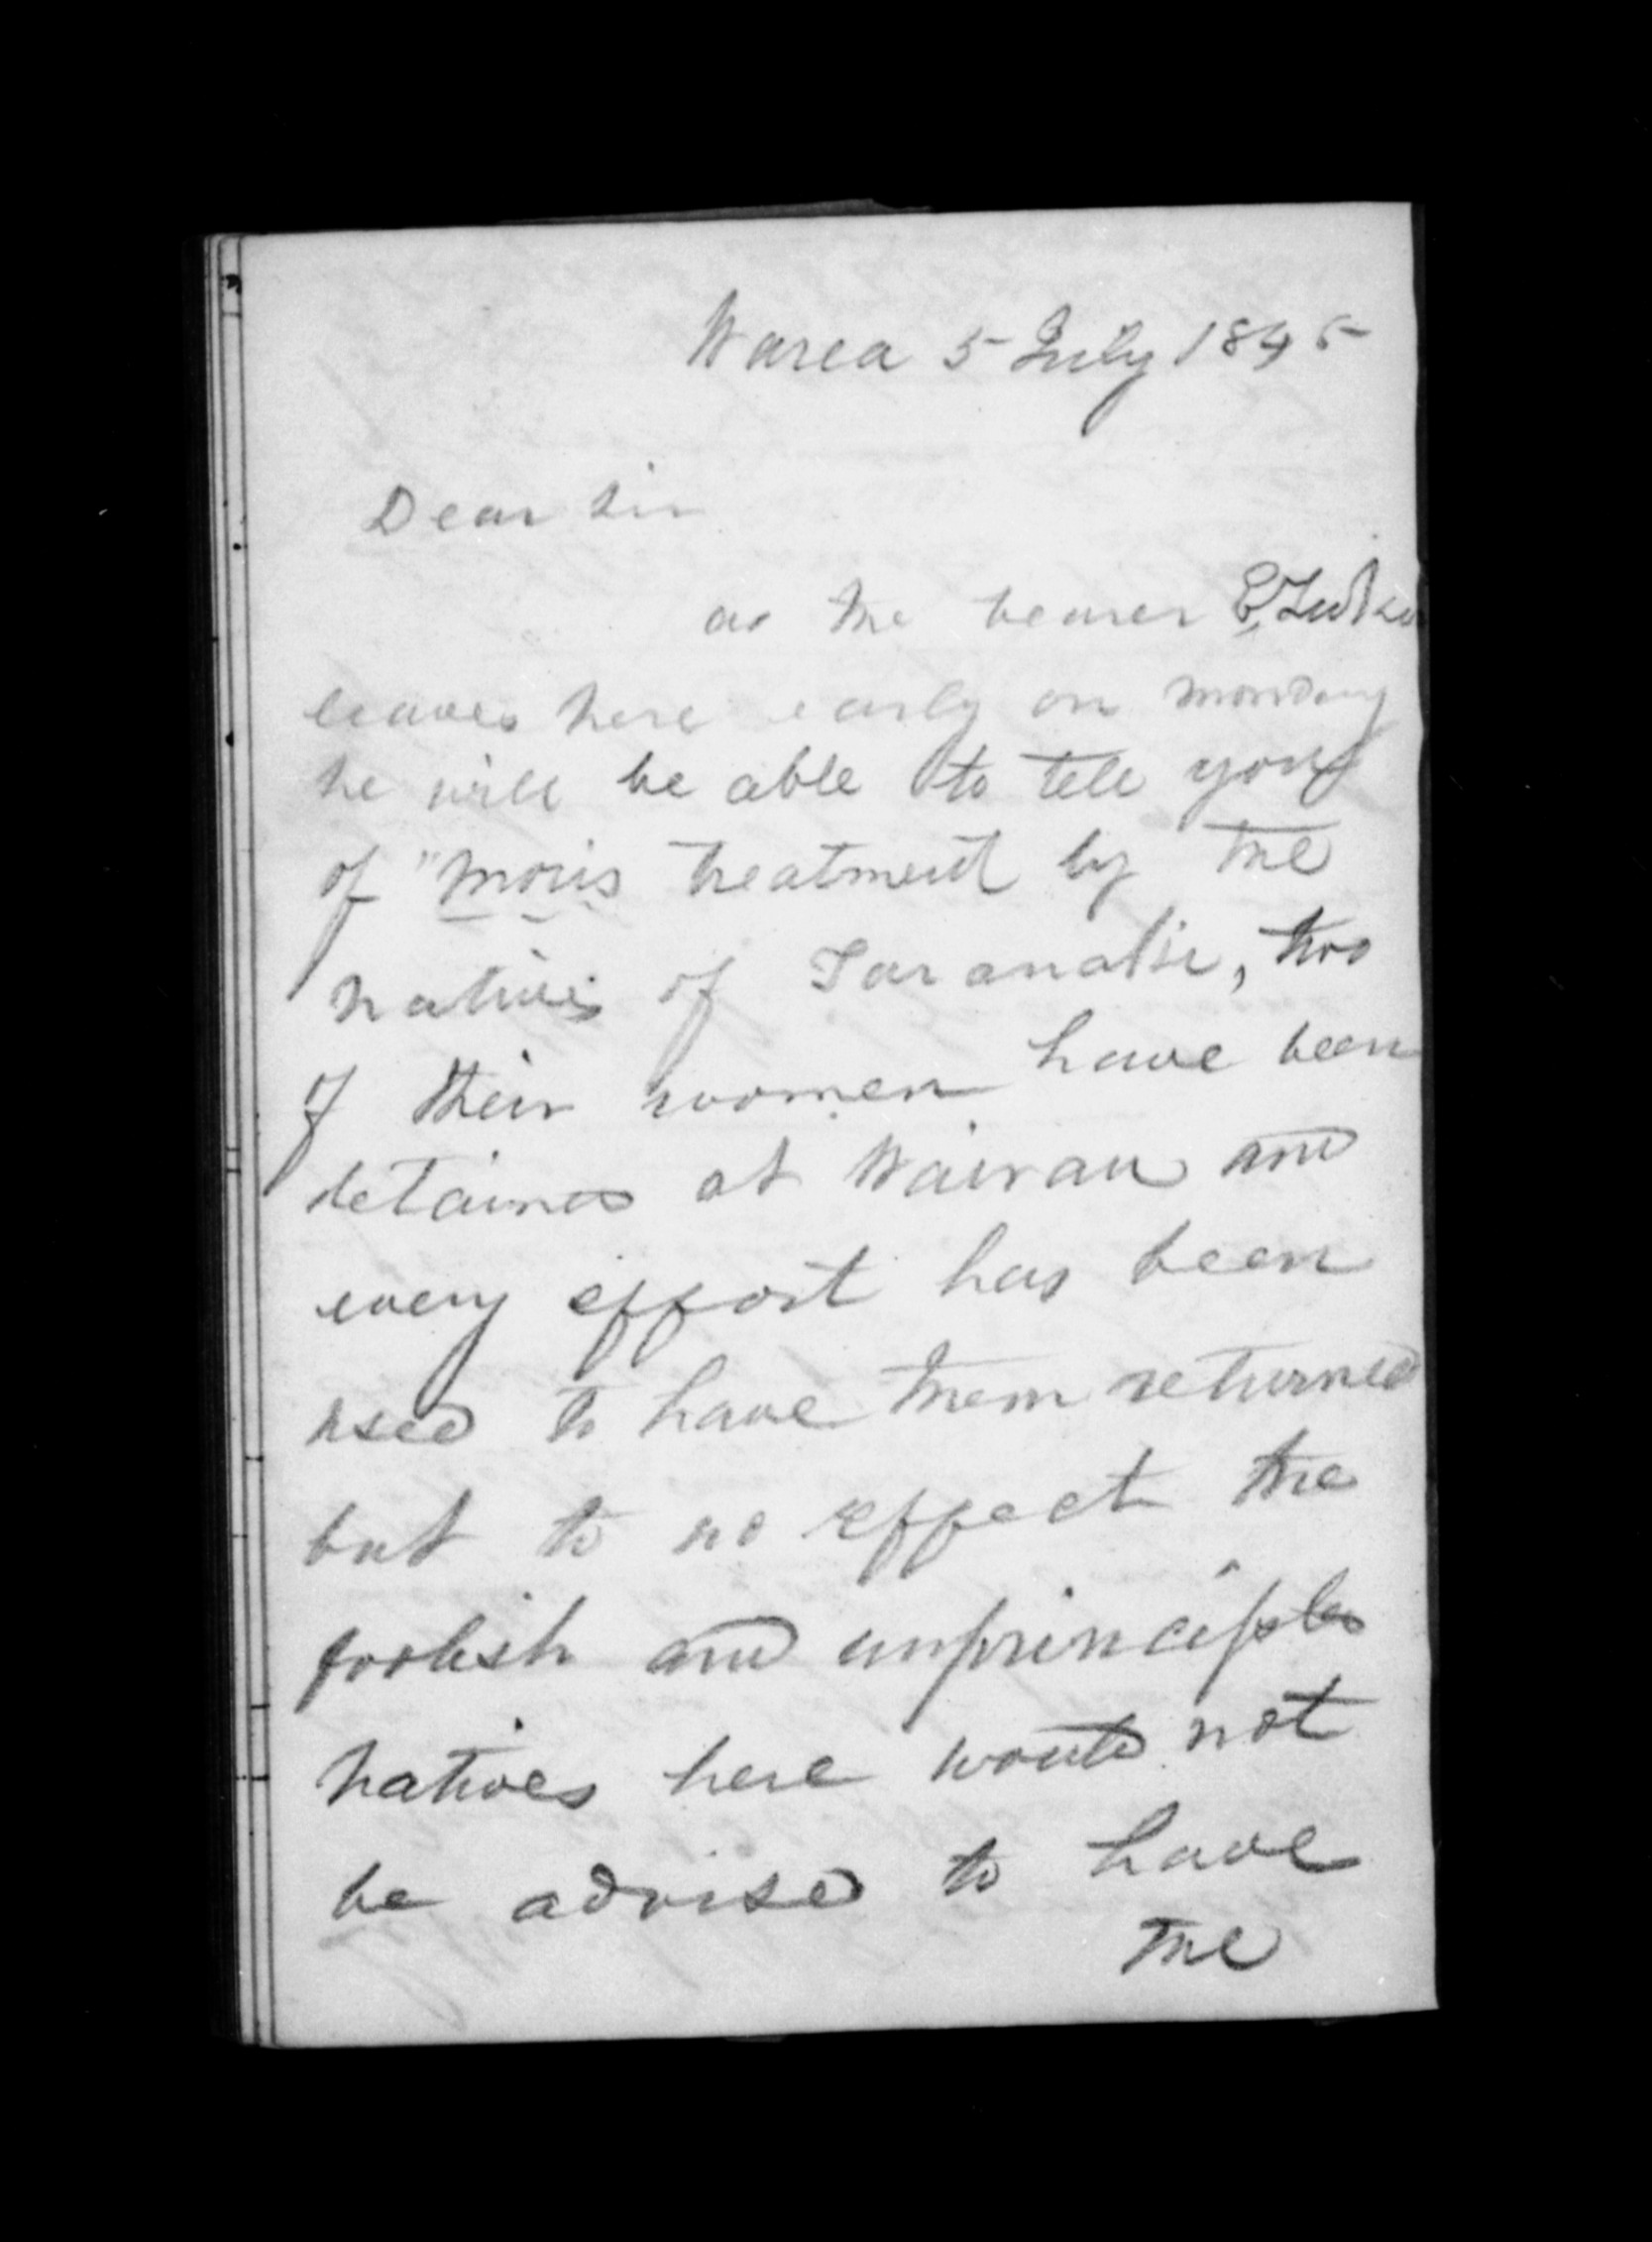 Warea 5 July 1845
Dear Sir
as the bearer E,
leaves here early on monday
he will be able to tell you
of "Moris treatment by the
natives of Taranakie, two
of their women have been
detained at Wairau and
every effort has been
used to have them returned
but to no effect the
foolish and unprincipled
natives here would not
be advised to have
the